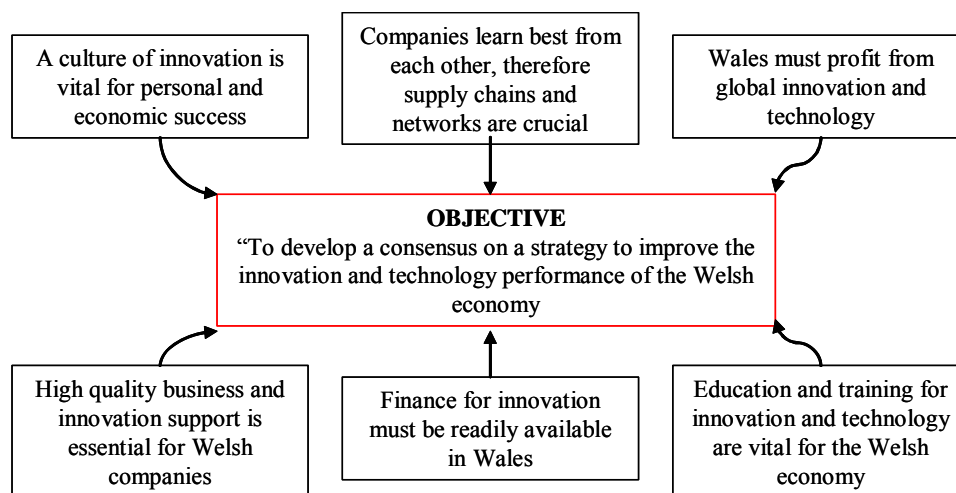 A culture of innovation is
vital for personal and
economic success
Companies learn best from
each other, therefore
supply chains and
networks are crucial
Wales must profit from
global innovation and
technology
OBJECTIVE
“To develop a consensus on a strategy to improve the
innovation and technology performance of the Welsh
economy
High quality business and
innovation support is
essential for Welsh
companies
Finance for innovation
must be readily available
in Wales
Education and training for
innovation and technology
are vital for the Welsh
economy